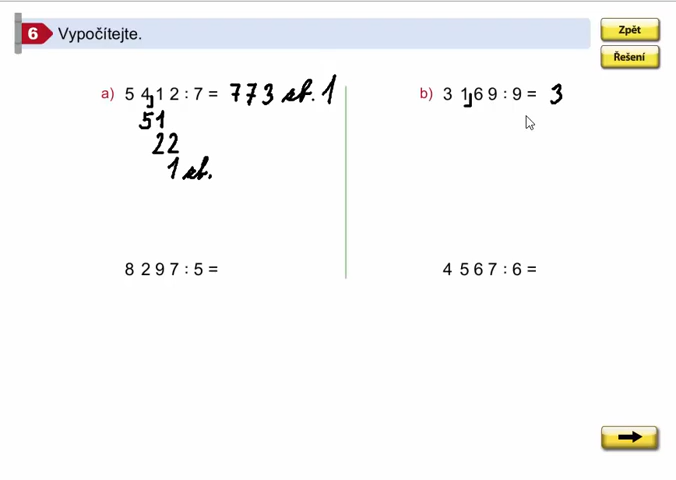 6 Vypočítejte.
Zpět
Řešení
a) 5 4 1 2 : 7 = 773 zb. 1
51
22
1 zb.
b) 3 1 6 9 : 9 = 3
8 2 9 7 : 5 =
4 5 6 7 : 6 =